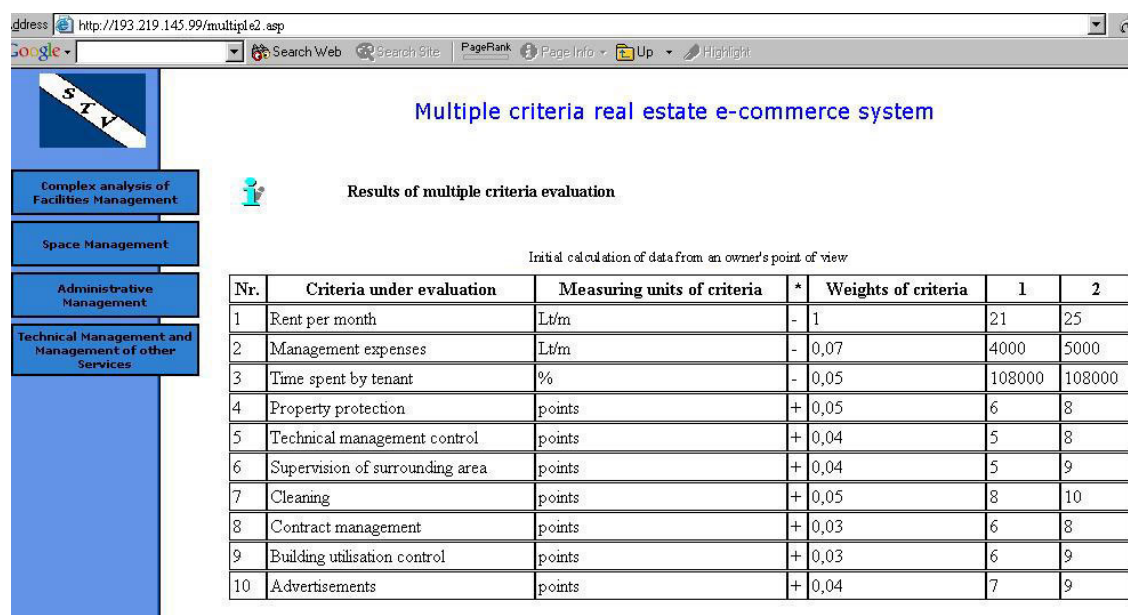 ddress http://193.219.145.99/multiple2.asp
Google Search Web Search Site PageRank Page Info Up Highlight
STV
Multiple criteria real estate e-commerce system
Complex analysis of
Facilities Management
Space Management
Administrative
Management
Technical Management and
Management of other
Services
Results of multiple criteria evaluation
Initial calculation of data from an owner's point of view
Nr. Criteria under evaluation Measuring units of criteria * Weights of criteria 1 2
1 Rent per month Lt/m - 1 21 25
2 Management expenses Lt/m - 0,07 4000 5000
3 Time spent by tenant % - 0,05 108000 108000
4 Property protection points + 0,05 6 8
5 Technical management control points + 0,04 5 8
6 Supervision of surrounding area points + 0,04 5 9
7 Cleaning points + 0,05 8 10
8 Contract management points + 0,03 6 8
9 Building utilisation control points + 0,03 6 9
10 Advertisements points + 0,04 7 9